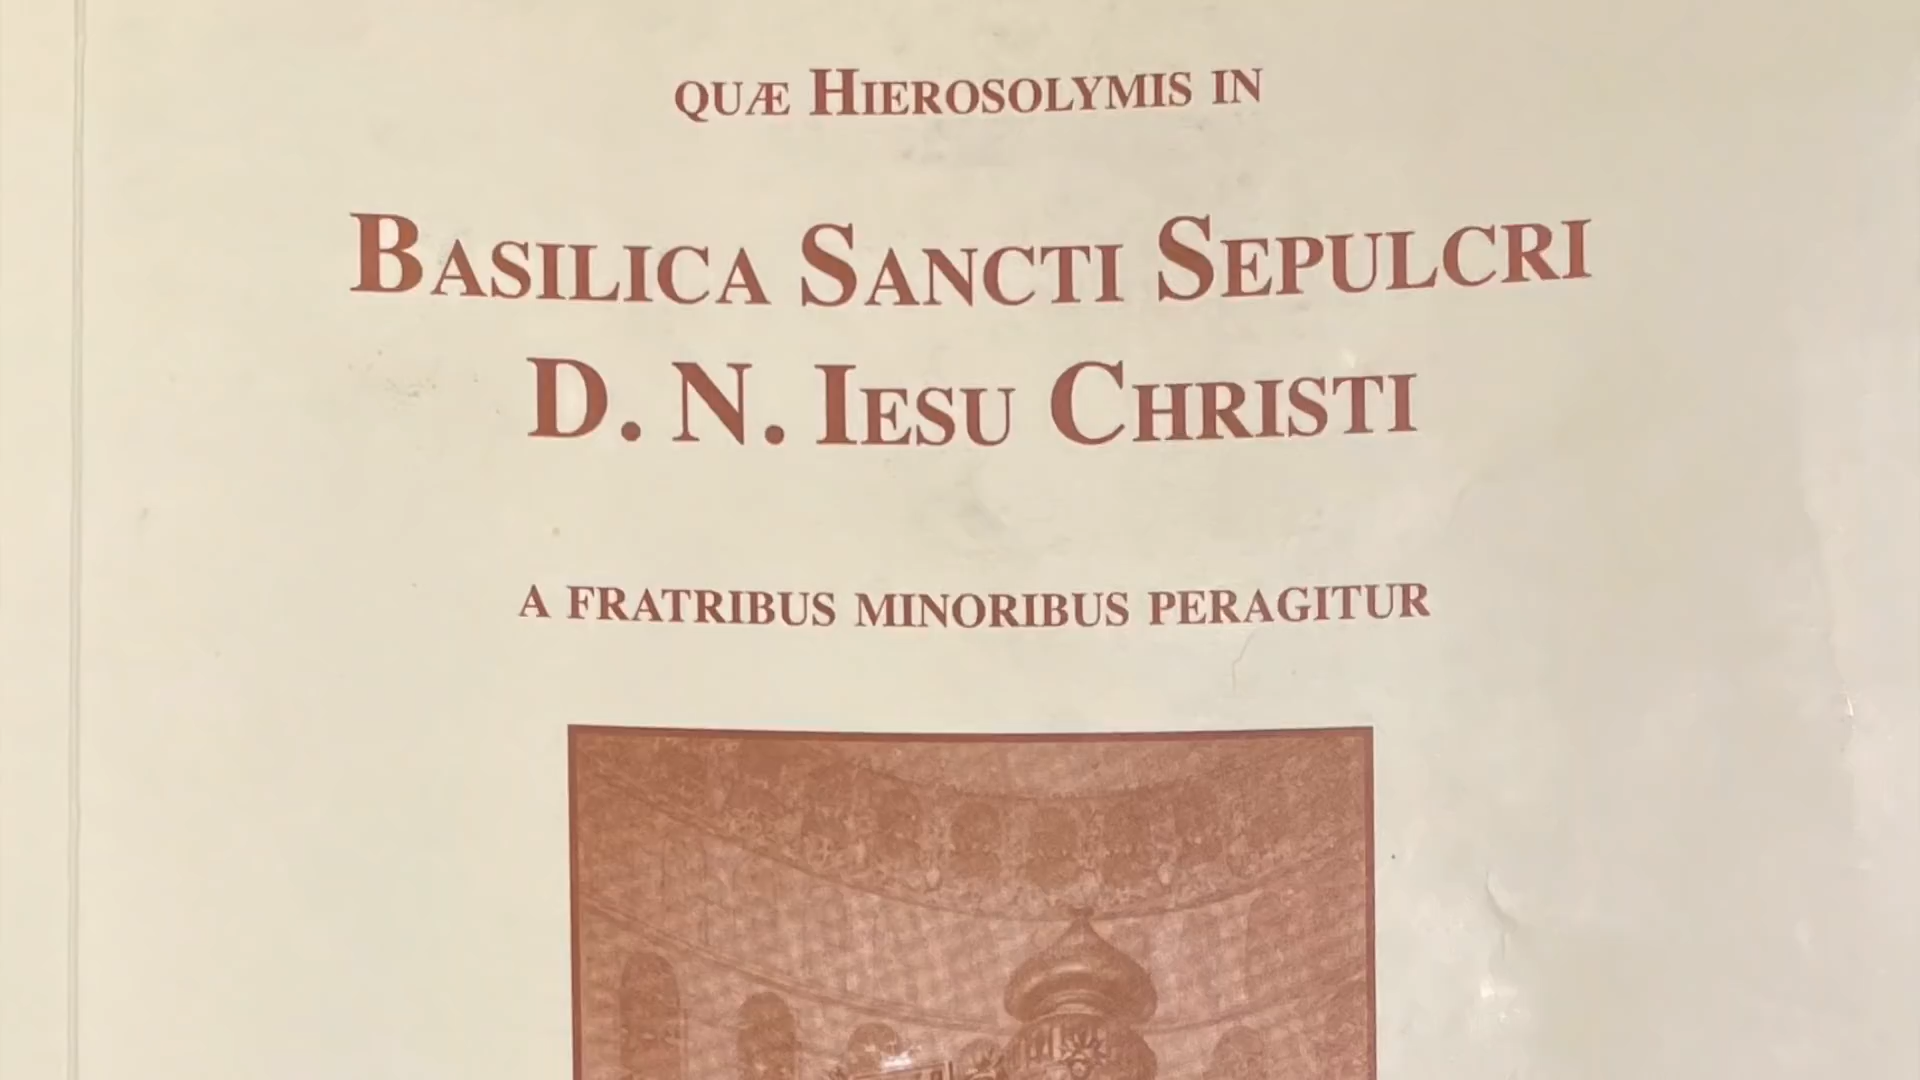 QUÆ HIEROSOLYMIS IN
BASILICA SANCTI SEPULCRI
D. N. IESU CHRISTI
A FRATRIBUS MINORIBUS PERAGITUR